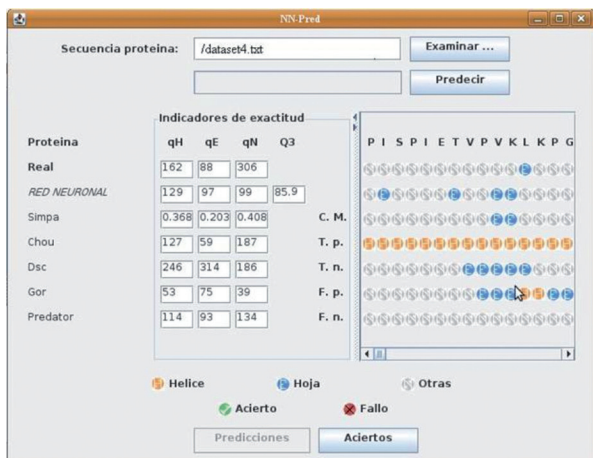 NN-Pred
Secuencia proteina: /dataset4.txt Examinar ...
Predecir
Indicadores de exactitud
Proteina qH qE qN Q3 P I S P I E T V P V K L K P G
Real 162 88 306
RED NEURONAL 129 97 99 85.9
Simpa 0.368 0.203 0.408 C. M.
Chou 127 59 187 T. p.
Dsc 246 314 186 T. n.
Gor 53 75 39 F. p.
Predator 114 93 134 F. n.
Helice Hoja Otras
Acierto Fallo
Predicciones Aciertos